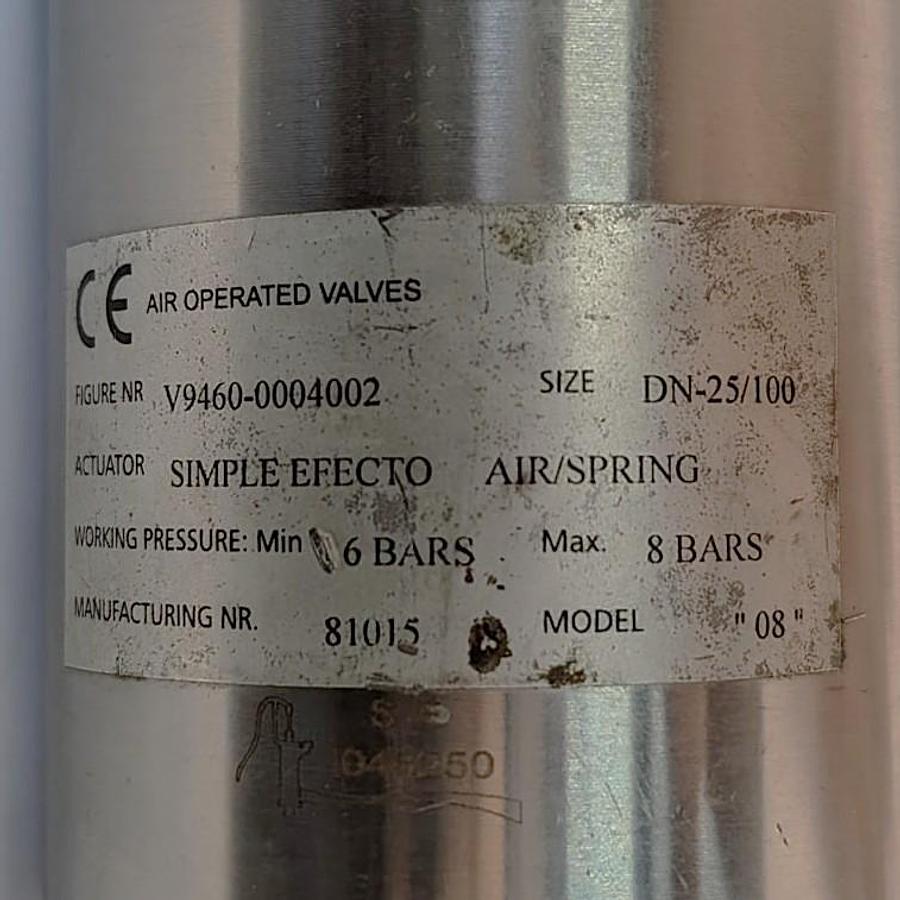 CE AIR OPERATED VALVES
FIGURE NR V9460-0004002 SIZE DN-25/100
ACTUATOR SIMPLE EFECTO AIR/SPRING
WORKING PRESSURE: Min 6 BARS Max. 8 BARS
MANUFACTURING NR. 81015 MODEL "08"